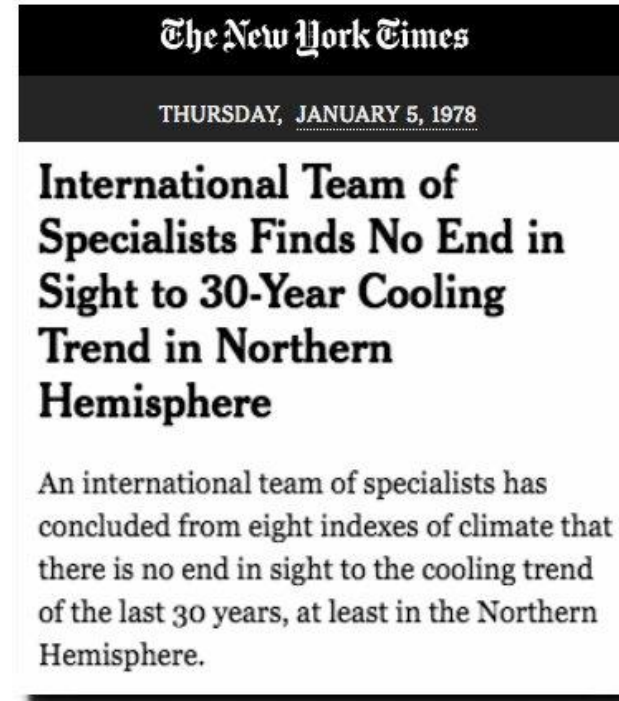 The New York Times
THURSDAY, JANUARY 5, 1978
International Team of
Specialists Finds No End in
Sight to 30-Year Cooling
Trend in Northern
Hemisphere
An international team of specialists has
concluded from eight indexes of climate that
there is no end in sight to the cooling trend
of the last 30 years, at least in the Northern
Hemisphere.